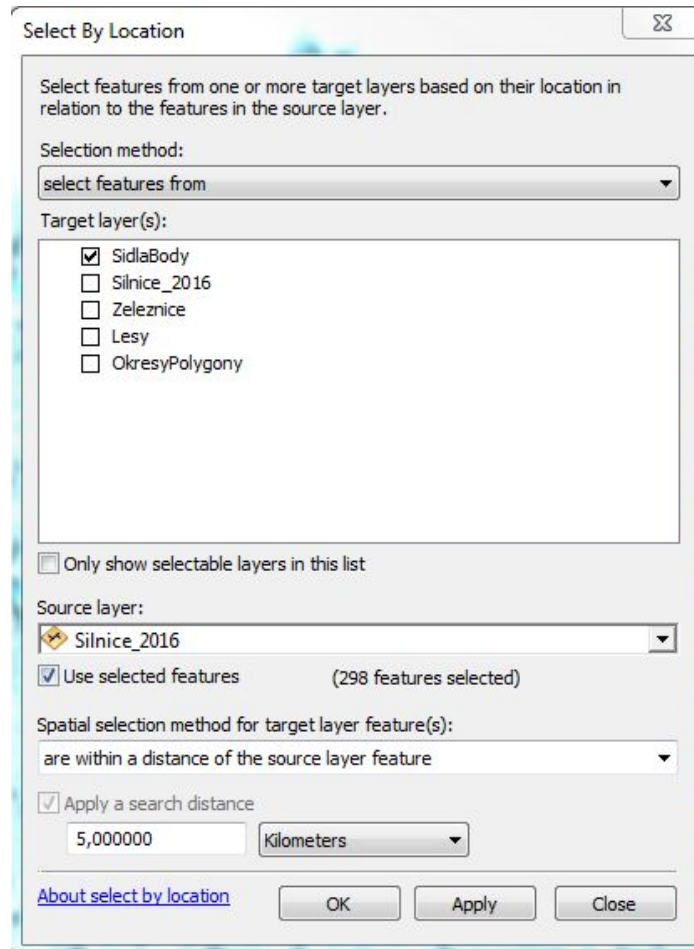 Select By Location
Select features from one or more target layers based on their location in
relation to the features in the source layer.
Selection method:
select features from
Target layer(s):
SidlaBody
Silnice_2016
Zeleznice
Lesy
OkresyPolygony
Only show selectable layers in this list
Source layer:
Silnice_2016
Use selected features (298 features selected)
Spatial selection method for target layer feature(s):
are within a distance of the source layer feature
Apply a search distance
5,000000 Kilometers
About select by location OK Apply Close